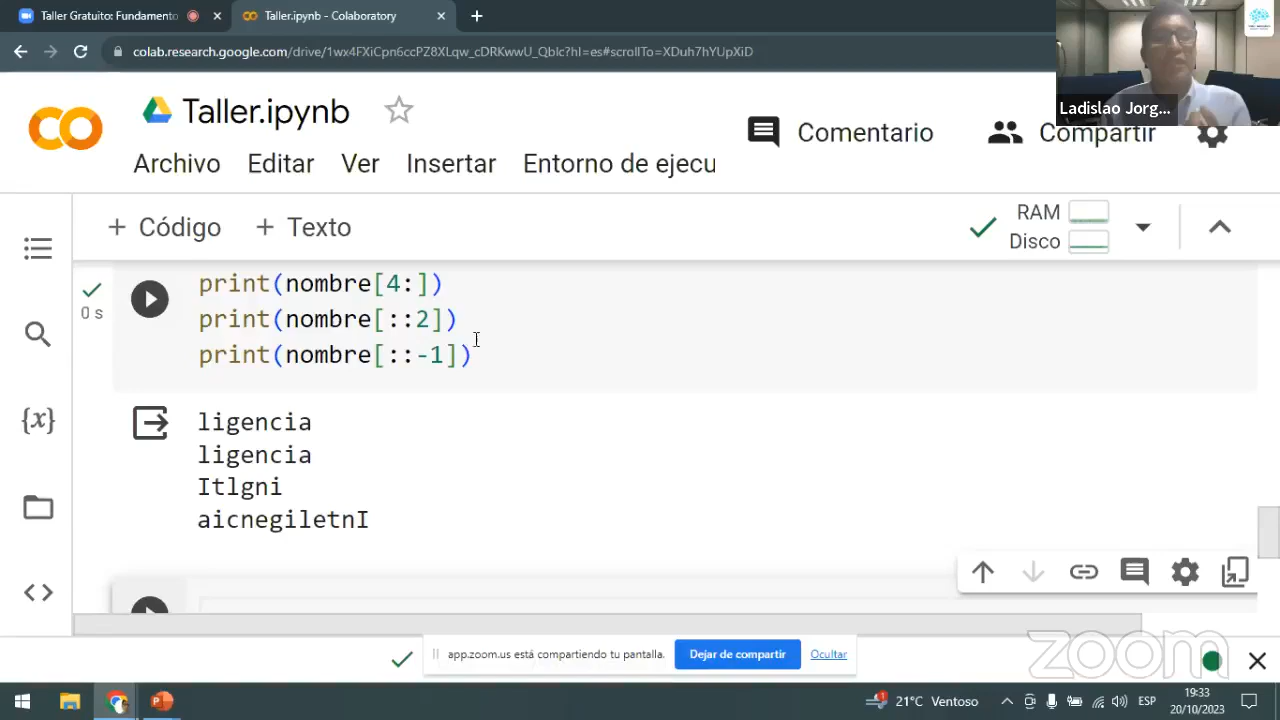 Taller Gratuito: Fundamento
Taller.ipynb - Colaboratory
colab.research.google.com/drive/1wx4FXiCpn6ccPZ8XLqw_cDRKwwU_Qblc?hl=es#scrollTo=XDuh7hYUpXiD
Ladislao Jorg...
Taller.ipynb
Comentario
Compartir
Archivo Editar Ver Insertar Entorno de ejecu
+ Código + Texto
RAM
Disco
print(nombre[4:])
0 s
print(nombre[::2])
print(nombre[::-1])
{x}
ligencia
ligencia
Itlgni
aicnegiletnI
app.zoom.us está compartiendo tu pantalla.
Dejar de compartir
Ocultar
zoom
1
21°C Ventoso
ESP
19:33
20/10/2023